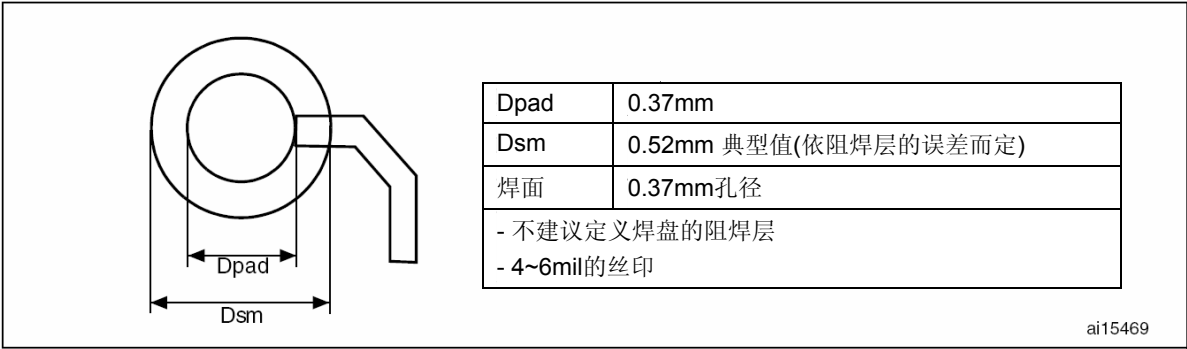 Dpad
Dsm
Dpad 0.37mm
Dsm 0.52mm 典型值(依阻焊层的误差而定)
焊面 0.37mm孔径
- 不建议定义焊盘的阻焊层
- 4~6mil的丝印
ai15469